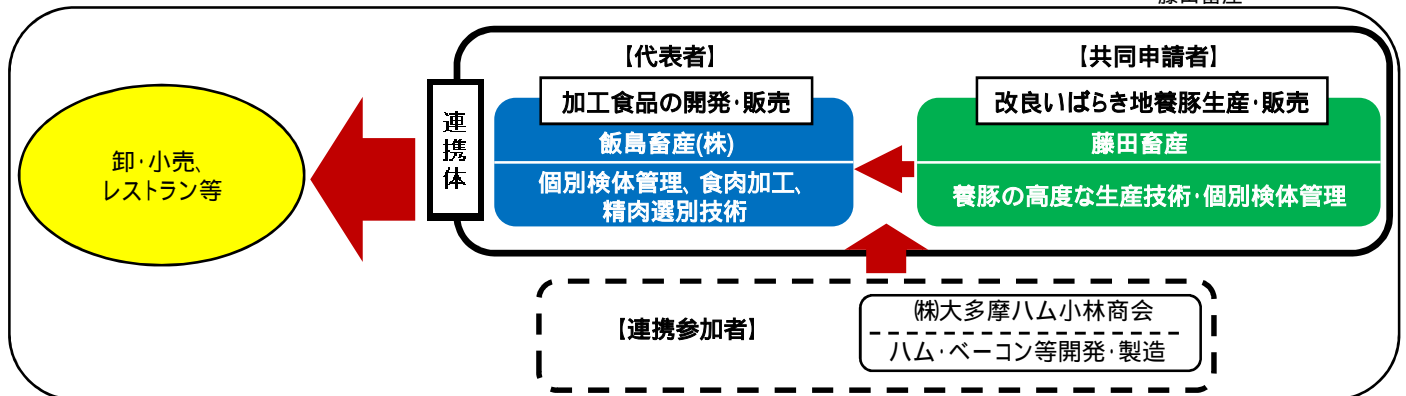 【代表者】
【共同申請者】
加工食品の開発・販売
改良いばらき地養豚生産・販売
連携体
飯島畜産(株)
藤田畜産
個別検体管理、食肉加工、
精肉選別技術
養豚の高度な生産技術・個別検体管理
卸・小売、
レストラン等
【連携参加者】
㈱大多摩ハム小林商会
ハム・ベーコン等開発・製造